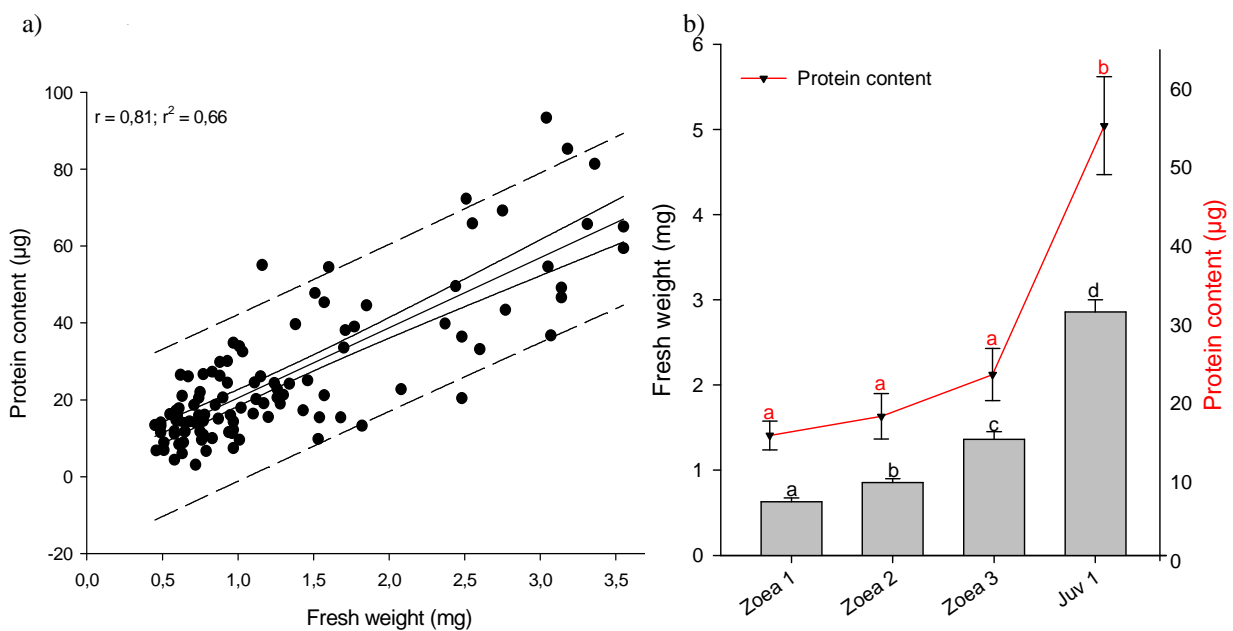 a)
r = 0,81; r² = 0,66
Protein content (µg)
100
80
60
40
20
0
-20
0,0 0,5 1,0 1,5 2,0 2,5 3,0 3,5
Fresh weight (mg)
b)
Protein content
Fresh weight (mg)
6
5
4
3
2
1
0
a a a b
a b c d
Zoea 1 Zoea 2 Zoea 3 Juv 1
60
50
40
30
20
10
0
Protein content (µg)